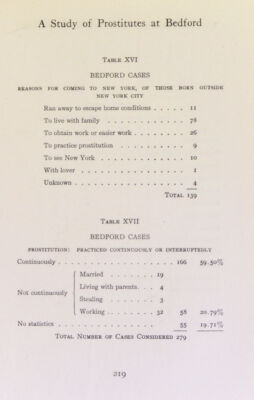 A Study of Prostitutes at Bedford
TABLE XVI
BEDFORD CASES
REASONS FOR COMING TO NEW YORK, OF THOSE BORN OUTSIDE
NEW YORK CITY
Ran away to escape home conditions . . . . . 11
To live with family . . . . . . . . . 78
To obtain work or easier work . . . . . . . . 26
To practice prostitution . . . . . . . . 9
To see New York . . . . . . . . . 10
With lover . . . . . . . . . . 1
Unknown . . . . . . . . . . 4
TOTAL 139
TABLE XVII
BEDFORD CASES
PROSTITUTION: PRACTICED CONTINUOUSLY OR INTERRUPTEDLY
Continuously . . . . . . . . . . . 166 59.50%
Married . . . . . . . 19
Living with parents . . . 4
Not continuously
Stealing . . . . . . . 3
Working . . . . . . . . 32 58 20.79%
No statistics . . . . . . . . . . . 55 19.71%
TOTAL NUMBER OF CASES CONSIDERED 279
219